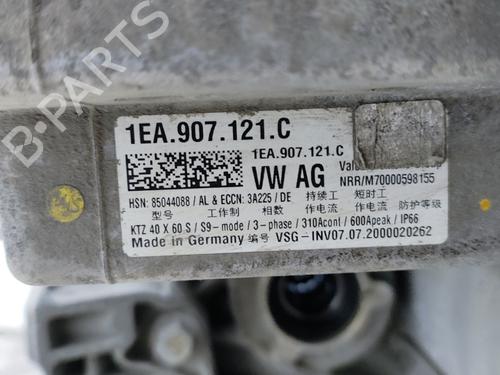 B-PARTS
1EA.907.121.C
1EA.907.121.C
VW AG
NRR/M70000598155
HSN: 85044088 / AL & ECCN: 3A225 / DE
持续工 短时工
型号 工作制 相数 作电流 作电流 防护等级
KTZ 40 X 60 S / S9-mode / 3-phase / 310Acont / 600Apeak / IP66
Made in Germany 编号 VSG-INV07.07.2000020262